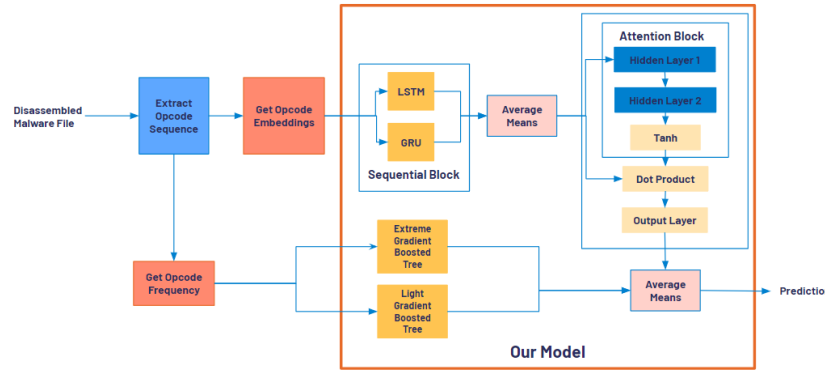 Disassembled
Malware File
Extract
Opcode
Sequence
Get Opcode
Embeddings
LSTM
GRU
Sequential Block
Average
Means
Attention Block
Hidden Layer 1
Hidden Layer 2
Tanh
Dot Product
Output Layer
Get Opcode
Frequency
Extreme
Gradient
Boosted
Tree
Light
Gradient
Boosted
Tree
Average
Means
Predictio
Our Model